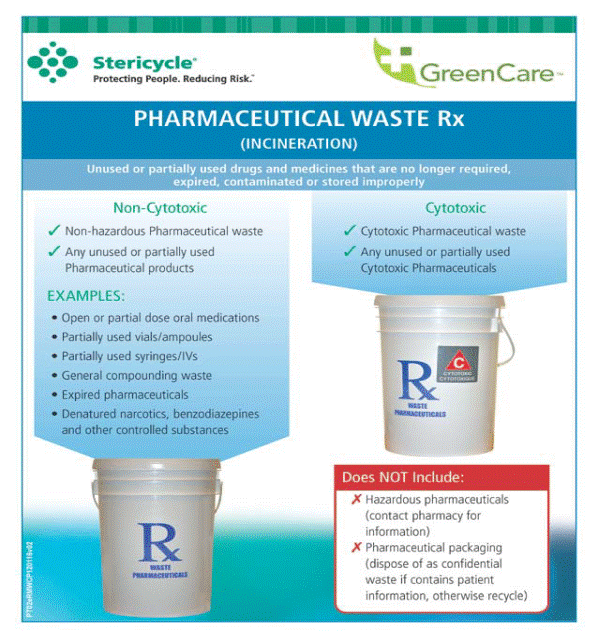 Stericycle®
Protecting People. Reducing Risk.™
GreenCare™
PHARMACEUTICAL WASTE Rx
(INCINERATION)
Unused or partially used drugs and medicines that are no longer required,
expired, contaminated or stored improperly
Non-Cytotoxic
✓ Non-hazardous Pharmaceutical waste
✓ Any unused or partially used
Pharmaceutical products
EXAMPLES:
• Open or partial dose oral medications
• Partially used vials/ampoules
• Partially used syringes/IVs
• General compounding waste
• Expired pharmaceuticals
• Denatured narcotics, benzodiazepines
and other controlled substances
Rx
WASTE
PHARMACEUTICALS
Cytotoxic
✓ Cytotoxic Pharmaceutical waste
✓ Any unused or partially used
Cytotoxic Pharmaceuticals
Rx
WASTE
PHARMACEUTICALS
C
CYTOTOXIC
Does NOT Include:
✗ Hazardous pharmaceuticals
(contact pharmacy for
information)
✗ Pharmaceutical packaging
(dispose of as confidential
waste if contains patient
information, otherwise recycle)